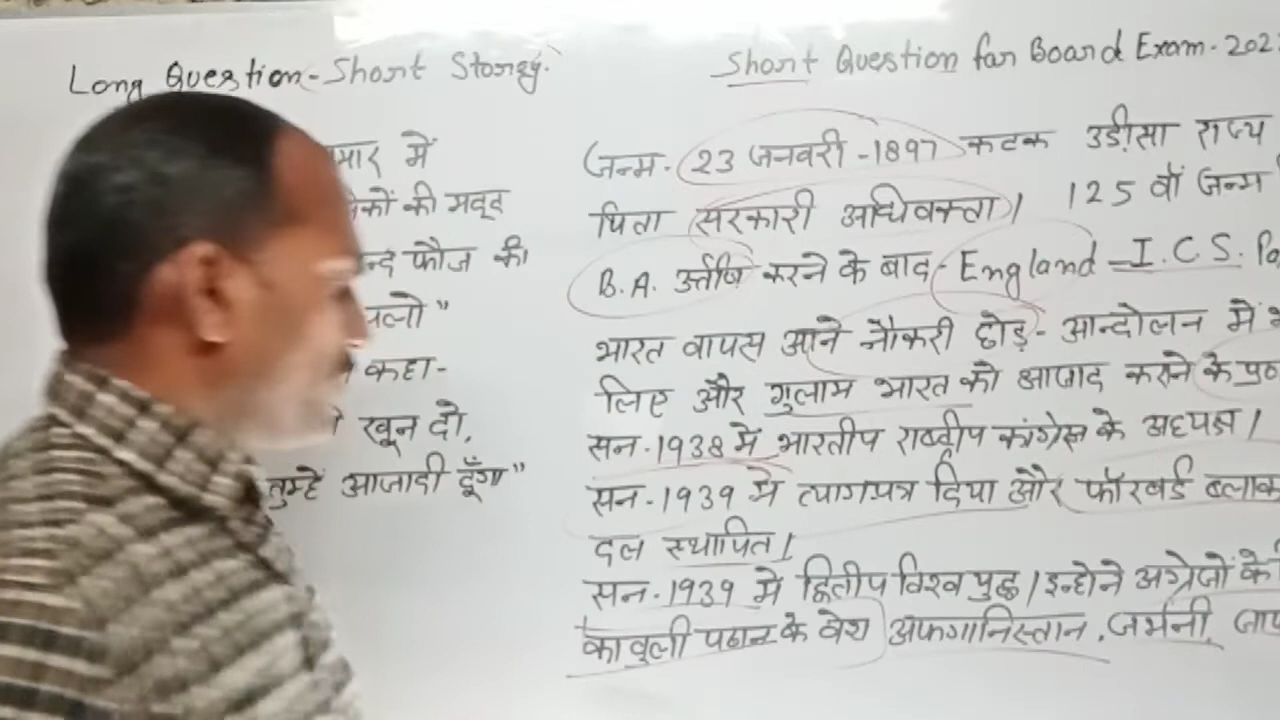 Long Question - Short Story.
Short Question for Board Exam. 202
में
की मदद
फौज की
चलो"
कहा-
खून दो,
तुम्हे आजादी दूँगा"
जन्म. 23 जनवरी -1897 कटक उडी़सा राज्य
पिता सरकारी अधिवक्ता। 125 वाँ जन्म
B.A. उर्त्तीण करने के बाद- England - I.C.S.
भारत वापस आने नौकरी छोड़ - आन्दोलन में
लिए और गुलाम भारत को आजाद करने के
सन.1938 मे भारतीय राष्ट्रीय कांग्रेस के अध्यक्ष।
सन.1939 मे त्यागपत्र दिया और फॉरवर्ड ब्लाक
दल स्थापित।
सन.1939 मे द्वितीय विश्व युद्ध। इन्होने अग्रेजों के
काबूली पठान के वेश अफगानिस्तान, जर्मनी,